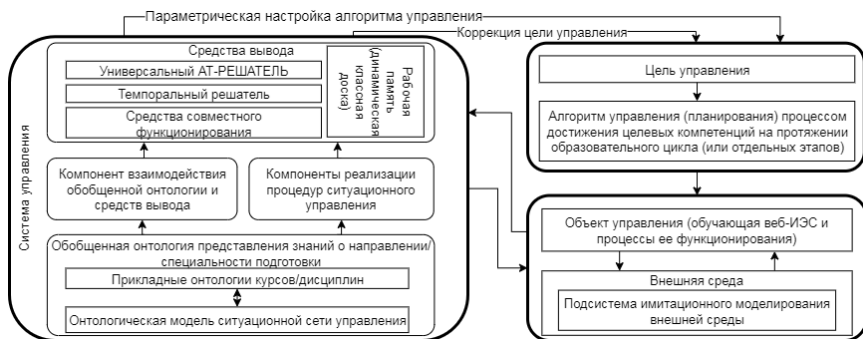 Параметрическая настройка алгоритма управления
Коррекция цели управления
Система управления
Средства вывода
Универсальный АТ-РЕШАТЕЛЬ
Темпоральный решатель
Средства совместного
функционирования
Рабочая
память
(динамическая
классная
доска)
Компонент взаимодействия
обобщенной онтологии и
средств вывода
Компоненты реализации
процедур ситуационного
управления
Обобщенная онтология представления знаний о направлении/
специальности подготовки
Прикладные онтологии курсов/дисциплин
Онтологическая модель ситуационной сети управления
Цель управления
Алгоритм управления (планирования) процессом
достижения целевых компетенций на протяжении
образовательного цикла (или отдельных этапов)
Объект управления (обучающая веб-ИЭС и
процессы ее функционирования)
Внешняя среда
Подсистема имитационного моделирования
внешней среды